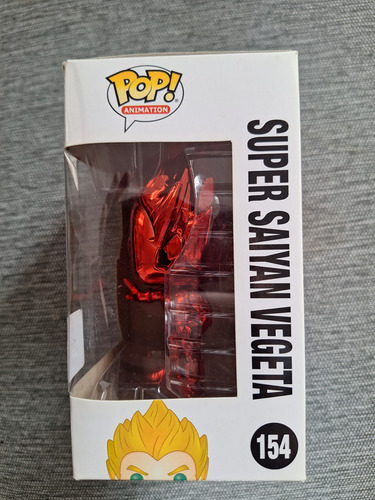 POP!
ANIMATION
SUPER SAIYAN VEGETA
154